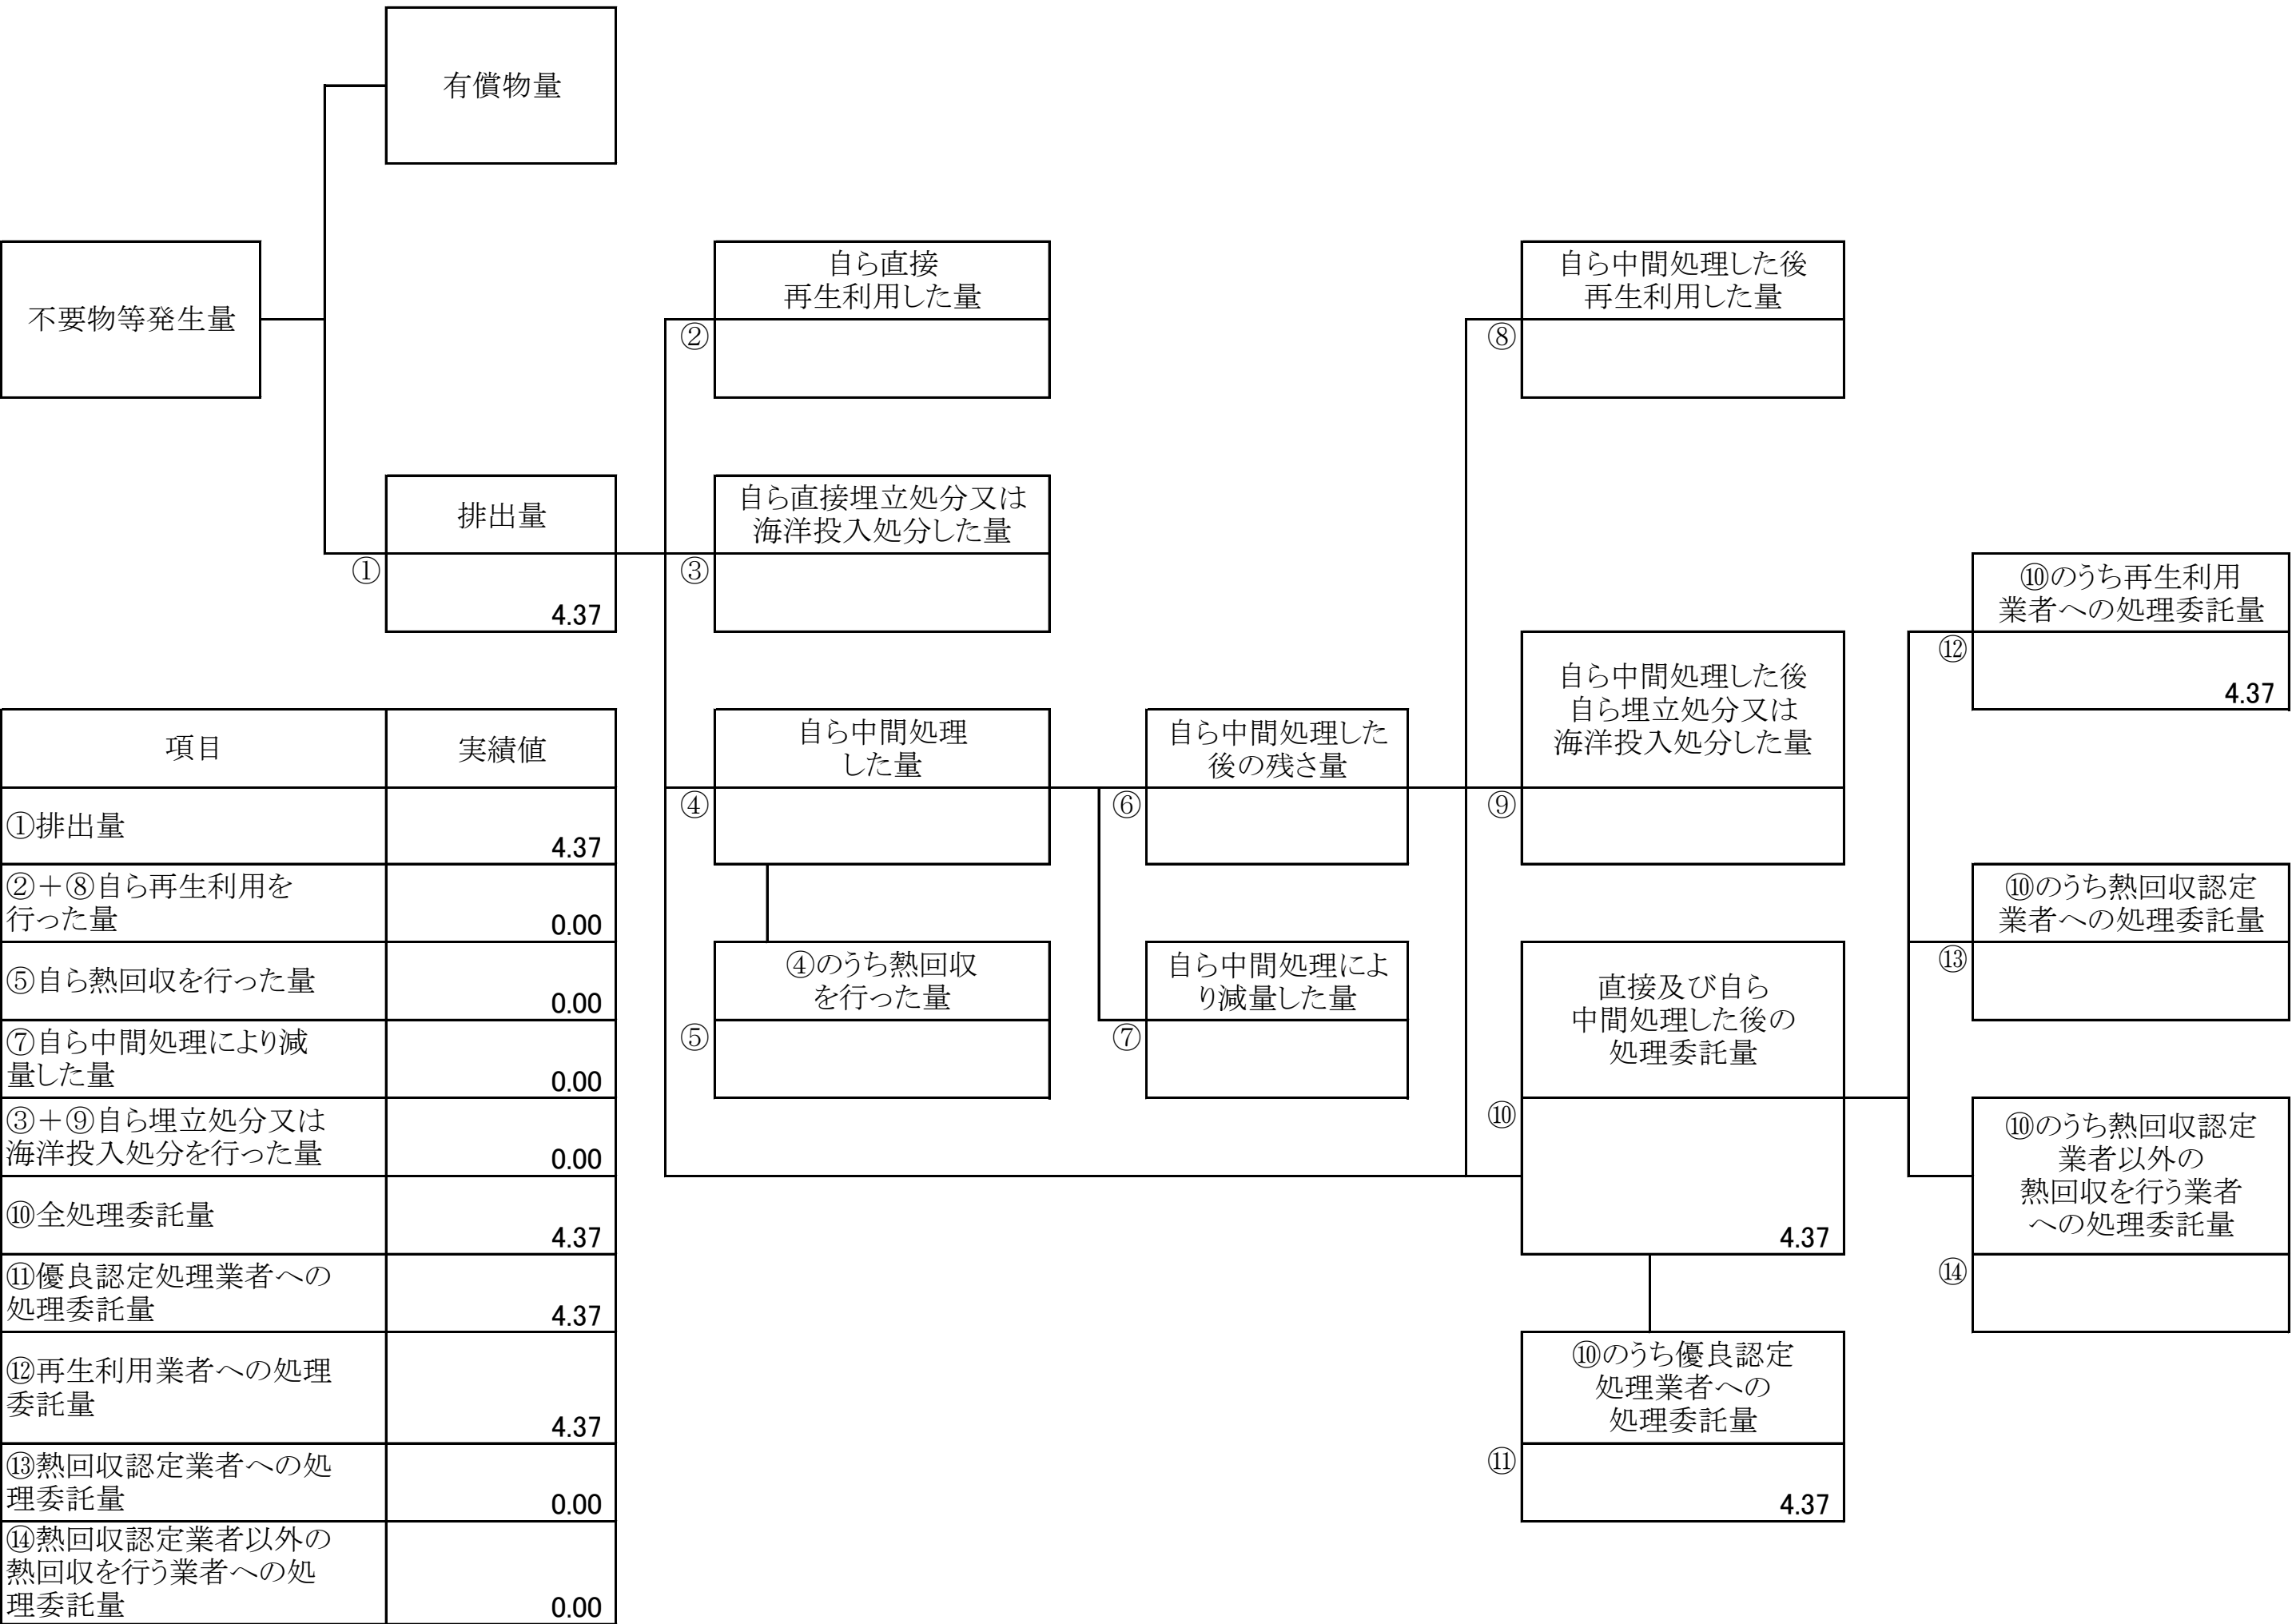 有償物量
不要物等発生量
自ら直接
再生利用した量
②
自ら中間処理した後
再生利用した量
⑧
排出量
①
4.37
自ら直接埋立処分又は
海洋投入処分した量
③
⑩のうち再生利用
業者への処理委託量
⑫
4.37
自ら中間処理
した量
④
自ら中間処理した
後の残さ量
⑥
自ら中間処理した後
自ら埋立処分又は
海洋投入処分した量
⑨
⑩のうち熱回収認定
業者への処理委託量
⑬
④のうち熱回収
を行った量
⑤
自ら中間処理によ
り減量した量
⑦
直接及び自ら
中間処理した後の
処理委託量
⑩
4.37
⑩のうち熱回収認定
業者以外の
熱回収を行う業者
への処理委託量
⑭
⑩のうち優良認定
処理業者への
処理委託量
⑪
4.37
項目 実績値
①排出量
4.37
②＋⑧自ら再生利用を
行った量
0.00
⑤自ら熱回収を行った量
0.00
⑦自ら中間処理により減
量した量
0.00
③＋⑨自ら埋立処分又は
海洋投入処分を行った量
0.00
⑩全処理委託量
4.37
⑪優良認定処理業者への
処理委託量
4.37
⑫再生利用業者への処理
委託量
4.37
⑬熱回収認定業者への処
理委託量
0.00
⑭熱回収認定業者以外の
熱回収を行う業者への処
理委託量
0.00